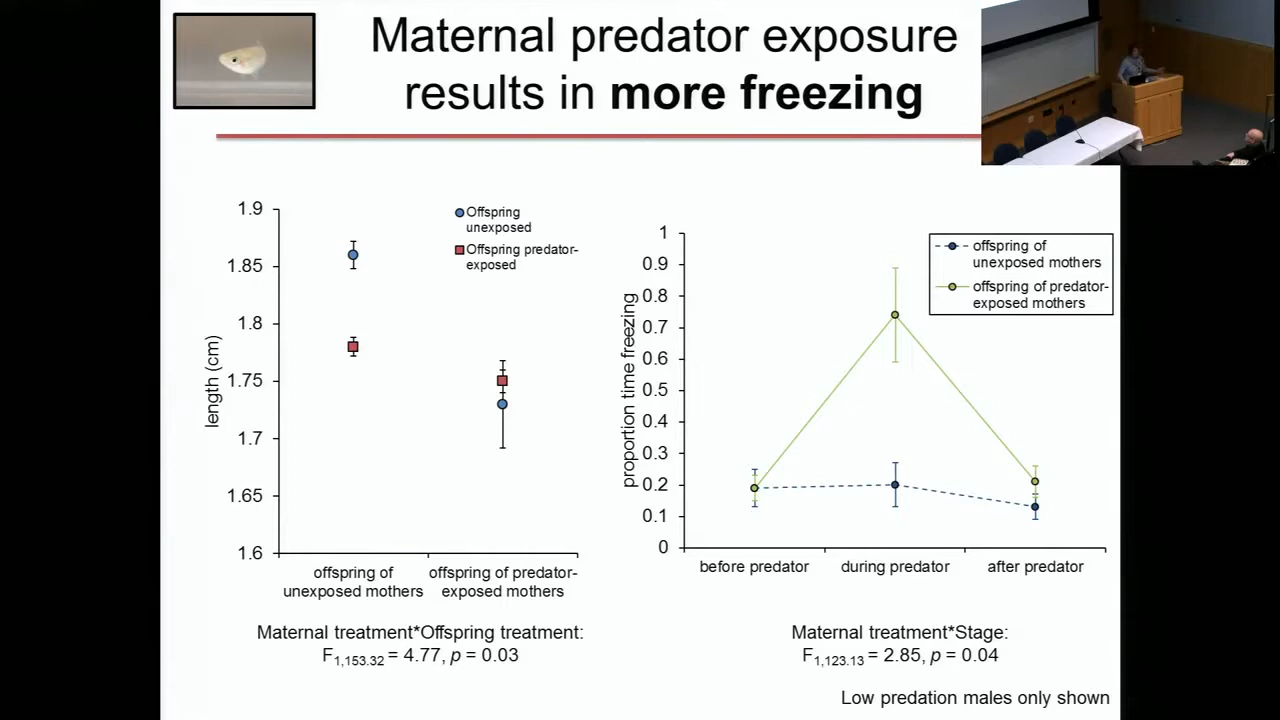 Maternal predator exposure
results in more freezing
1.9
1.85
1.8
1.75
1.7
1.65
1.6
length (cm)
Offspring
unexposed
Offspring predator-
exposed
offspring of
unexposed mothers
offspring of predator-
exposed mothers
Maternal treatment*Offspring treatment:
F1,153.32 = 4.77, p = 0.03
1
0.9
0.8
0.7
0.6
0.5
0.4
0.3
0.2
0.1
0
proportion time freezing
offspring of
unexposed mothers
offspring of predator-
exposed mothers
before predator
during predator
after predator
Maternal treatment*Stage:
F1,123.13 = 2.85, p = 0.04
Low predation males only shown